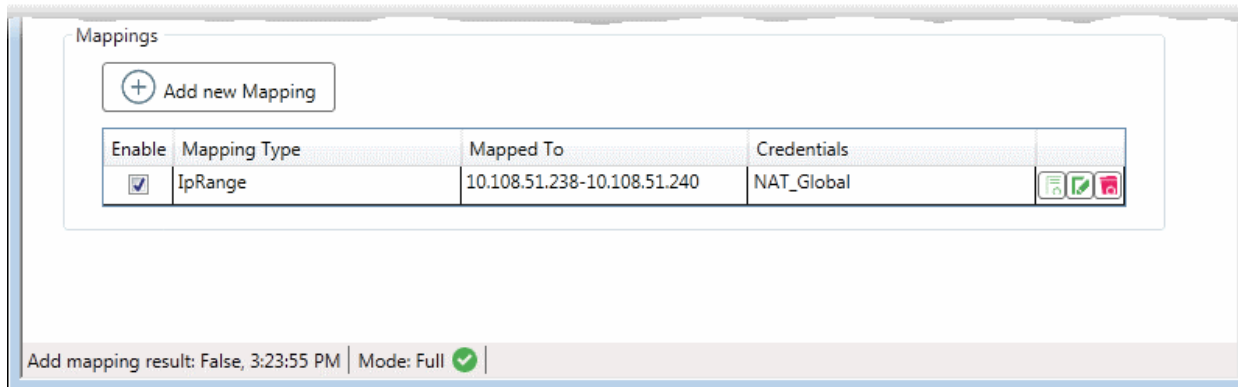 Mappings
Add new Mapping
Enable Mapping Type Mapped To Credentials
IpRange 10.108.51.238-10.108.51.240 NAT_Global
Add mapping result: False, 3:23:55 PM Mode: Full